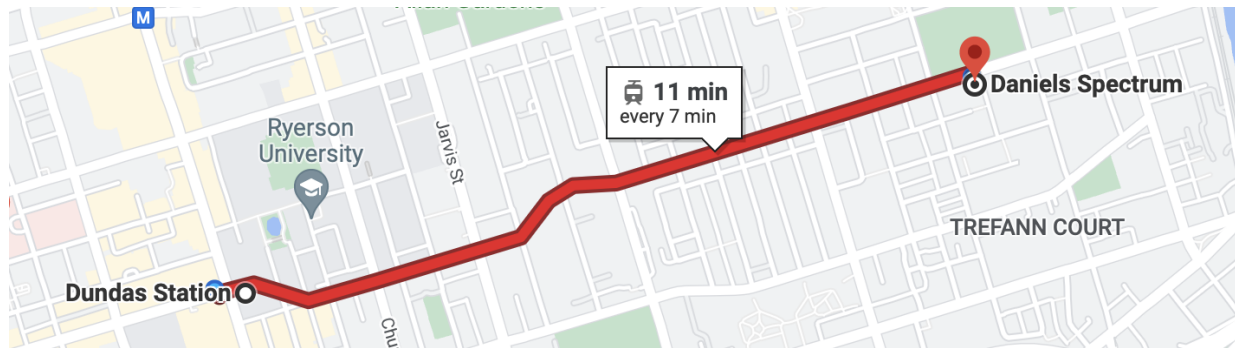 M
11 min
every 7 min
Daniels Spectrum
Ryerson
University
Jarvis St
TREFANN COURT
Dundas Station